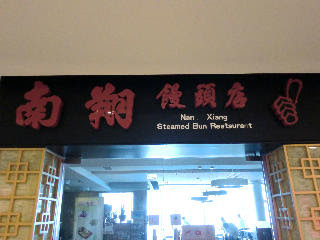 南翔饅頭店
Nan Xiang
Steamed Bun Restaurant